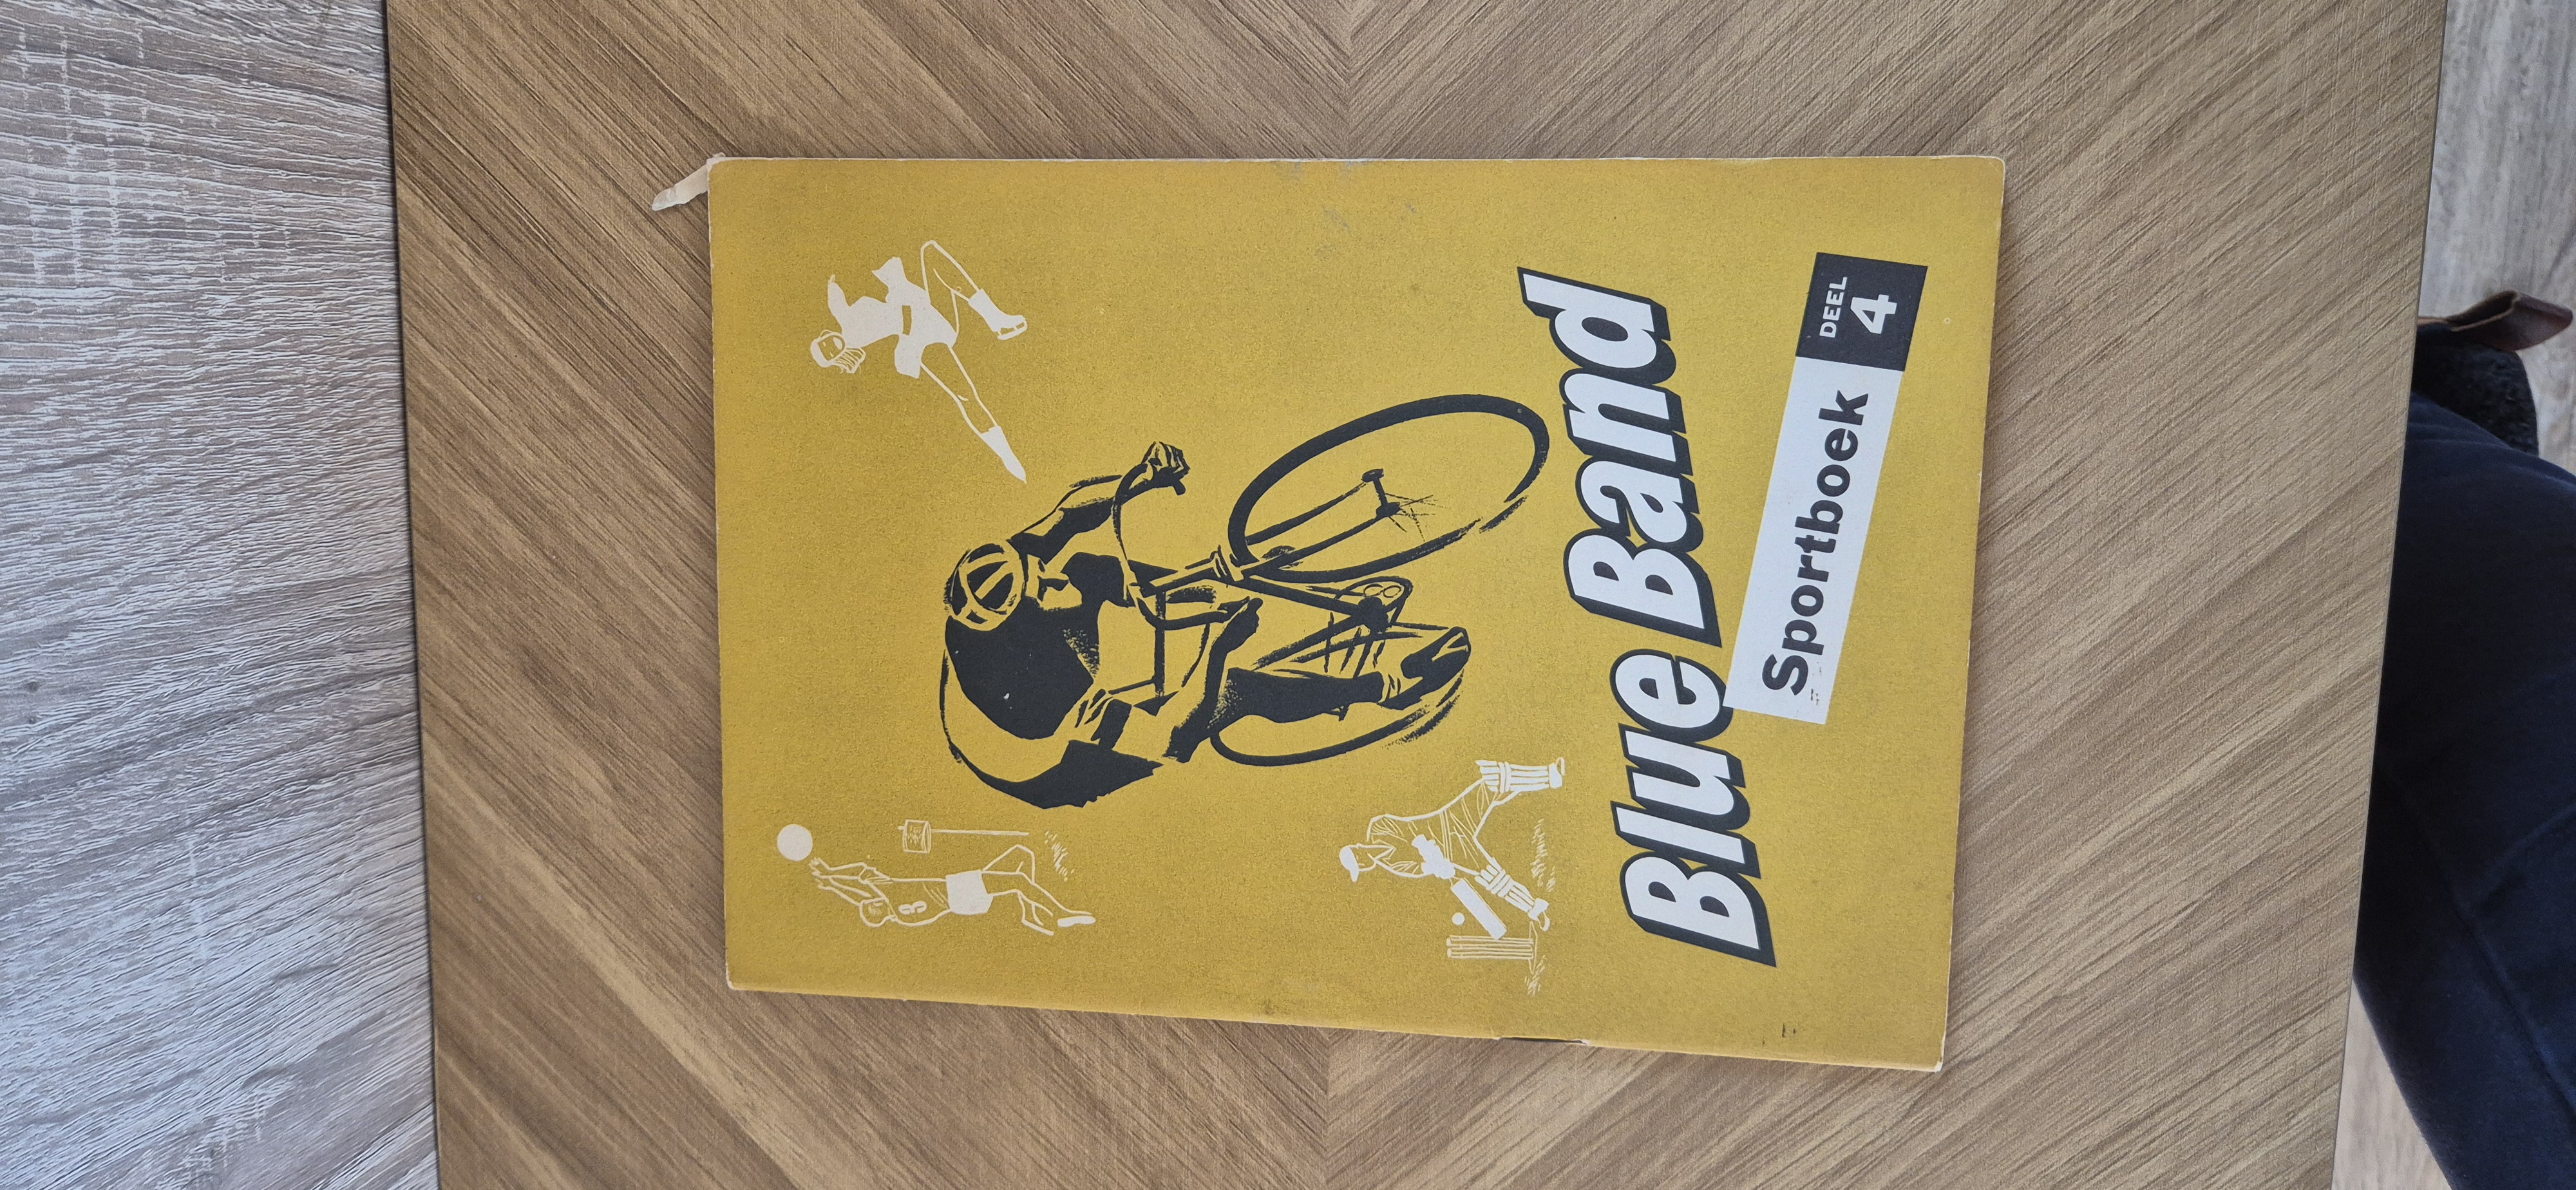 Blue Band
Sportboek
DEEL
4